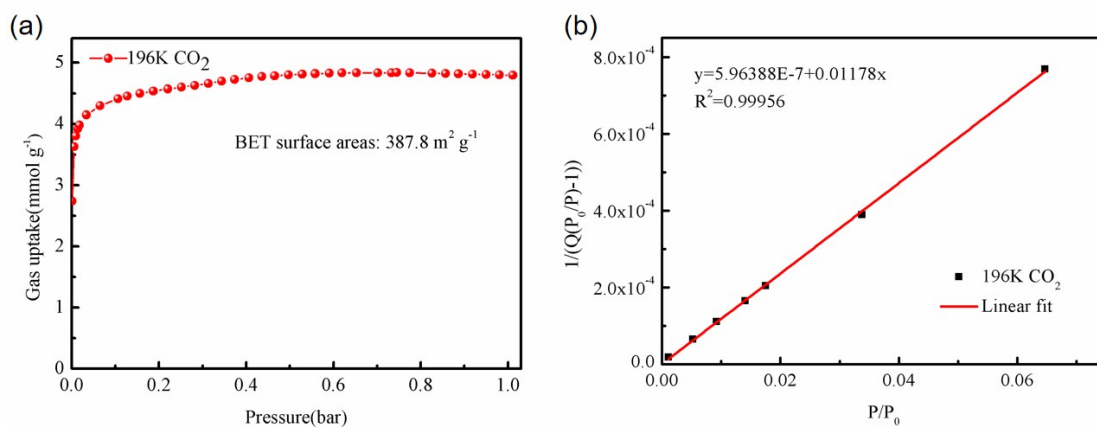 (a)
196K CO₂
BET surface areas: 387.8 m² g⁻¹
Gas uptake(mmol g⁻¹)
5
4
3
2
1
0
0.0 0.2 0.4 0.6 0.8 1.0
Pressure(bar)
(b)
y=5.96388E-7+0.01178x
R²=0.99956
1/(Q(P₀/P)-1))
8.0x10⁻⁴
6.0x10⁻⁴
4.0x10⁻⁴
2.0x10⁻⁴
0.0
196K CO₂
Linear fit
0.00 0.02 0.04 0.06
P/P₀